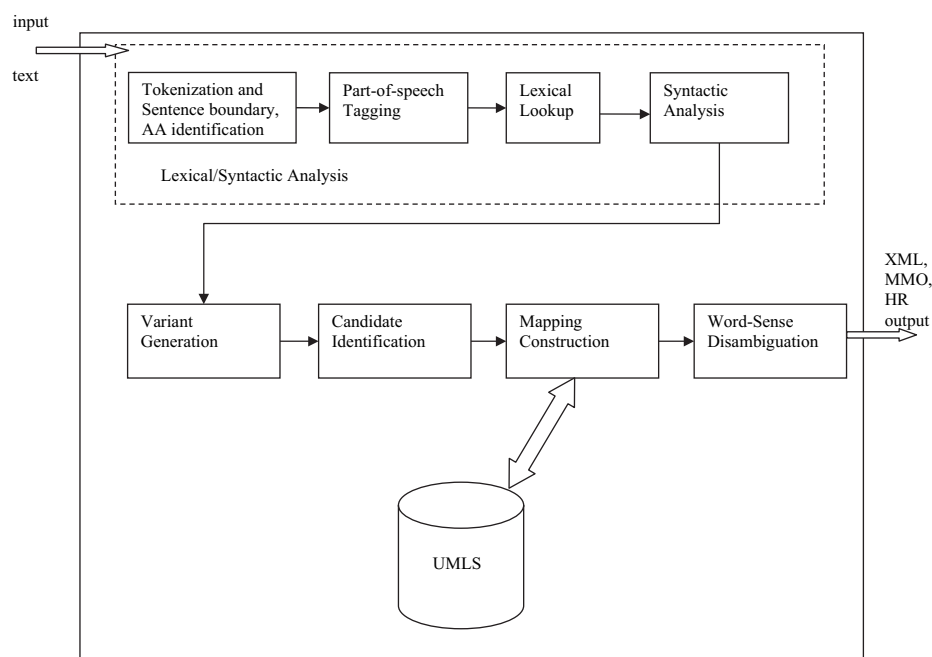 input
text
Tokenization and
Sentence boundary,
AA identification
Part-of-speech
Tagging
Lexical
Lookup
Syntactic
Analysis
Lexical/Syntactic Analysis
Variant
Generation
Candidate
Identification
Mapping
Construction
Word-Sense
Disambiguation
XML,
MMO,
HR
output
UMLS